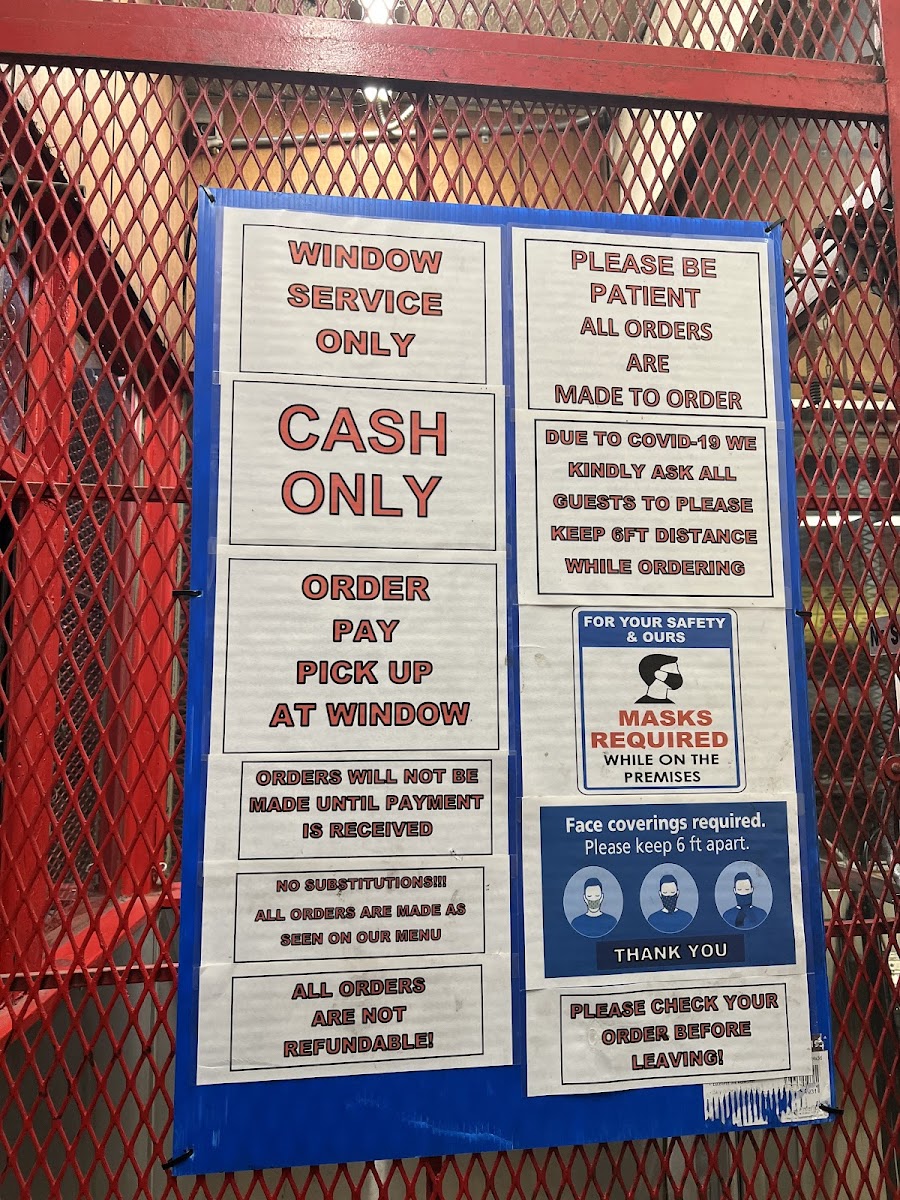 WINDOW
SERVICE
ONLY
CASH
ONLY
ORDER
PAY
PICK UP
AT WINDOW
ORDERS WILL NOT BE
MADE UNTIL PAYMENT
IS RECEIVED
NO SUBSTITUTIONS!!!
ALL ORDERS ARE MADE AS
SEEN ON OUR MENU
ALL ORDERS
ARE NOT
REFUNDABLE!
PLEASE BE
PATIENT
ALL ORDERS
ARE
MADE TO ORDER
DUE TO COVID-19 WE
KINDLY ASK ALL
GUESTS TO PLEASE
KEEP 6FT DISTANCE
WHILE ORDERING
FOR YOUR SAFETY
& OURS
MASKS
REQUIRED
WHILE ON THE
PREMISES
Face coverings required.
Please keep 6 ft apart.
THANK YOU
PLEASE CHECK YOUR
ORDER BEFORE
LEAVING!